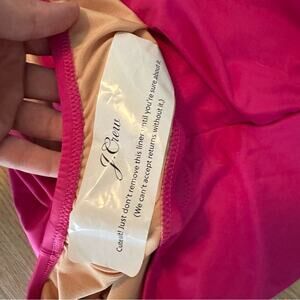 J.Crew
Cute fit! Just don't remove this liner until you're sure about it.
(We can't accept returns without it.)